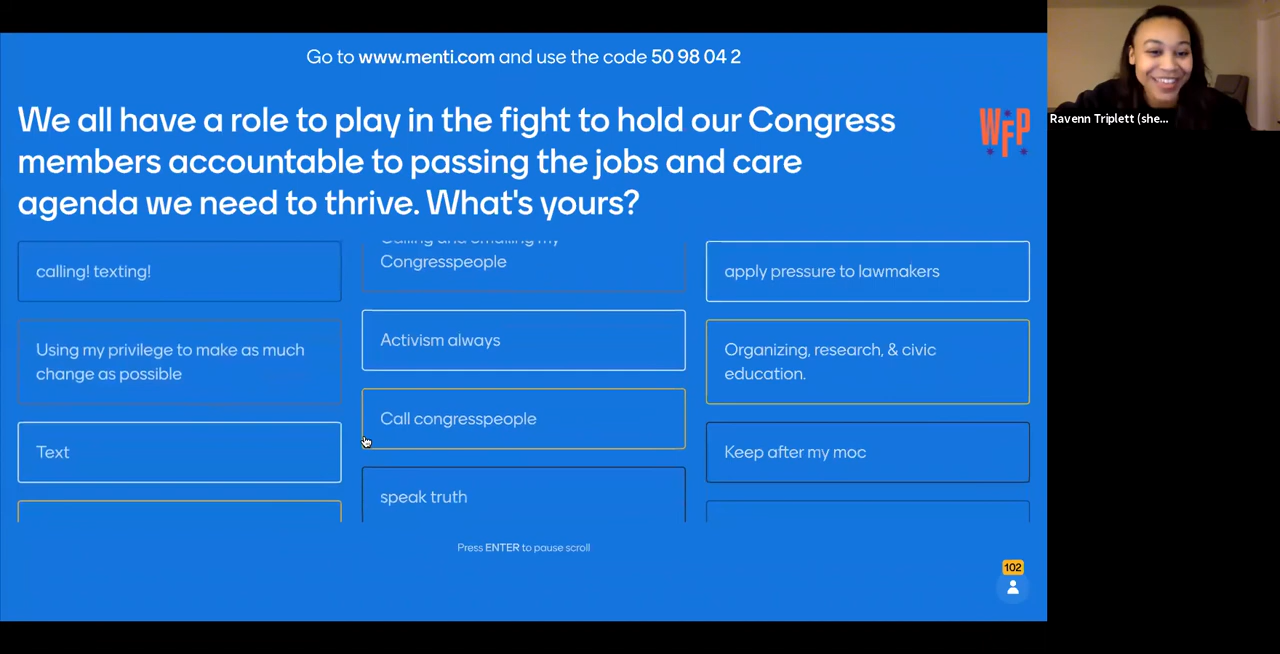 Go to www.menti.com and use the code 50 98 04 2
We all have a role to play in the fight to hold our Congress
members accountable to passing the jobs and care
agenda we need to thrive. What's yours?
WFP
Ravenn Triplett (she...
calling! texting!
Using my privilege to make as much
change as possible
Text
Calling and emailing my
Congresspeople
Activism always
Call congresspeople
speak truth
apply pressure to lawmakers
Organizing, research, & civic
education.
Keep after my moc
Press ENTER to pause scroll
102